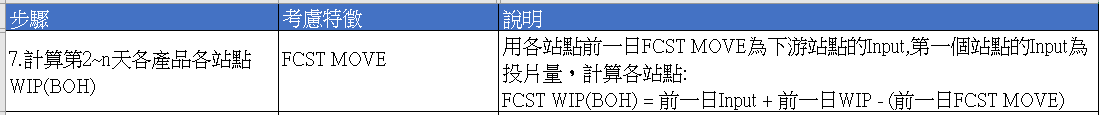 步驟
考慮特徵
說明
7.計算第2~n天各產品各站點
WIP(BOH)
FCST MOVE
用各站點前一日FCST MOVE為下游站點的Input,第一個站點的Input為
投片量，計算各站點:
FCST WIP(BOH) = 前一日Input + 前一日WIP - (前一日FCST MOVE)